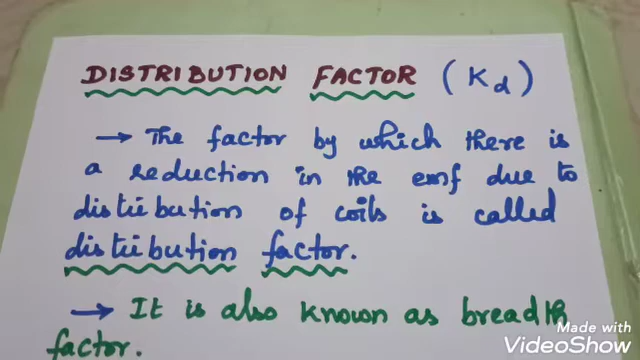 DISTRIBUTION FACTOR (Kd)
→ The factor by which there is
a reduction in the emf due to
distribution of coils is called
distribution factor.
→ It is also known as breadth
factor.
Made with
VideoShow